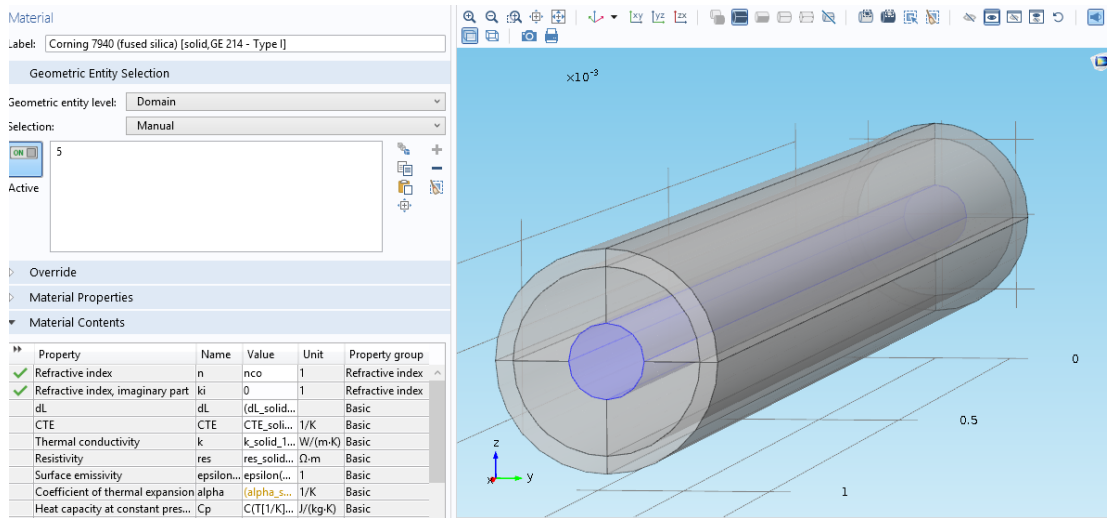 Material
Label: Corning 7940 (fused silica) [solid,GE 214 - Type I]
Geometric Entity Selection
Geometric entity level: Domain
Selection: Manual
ON
5
Active
Override
Material Properties
Material Contents
Property Name Value Unit Property group
Refractive index n nco 1 Refractive index
Refractive index, imaginary part ki 0 1 Refractive index
dL dL (dL_solid... Basic
CTE CTE CTE_soli... 1/K Basic
Thermal conductivity k k_solid_1... W/(m·K) Basic
Resistivity res res_solid... Ω·m Basic
Surface emissivity epsilon... epsilon(... 1 Basic
Coefficient of thermal expansion alpha (alpha_s... 1/K Basic
Heat capacity at constant pres... Cp C(T[1/K]... J/(kg·K) Basic
xy yz zx
×10⁻³
0
0.5
1
z
y
x